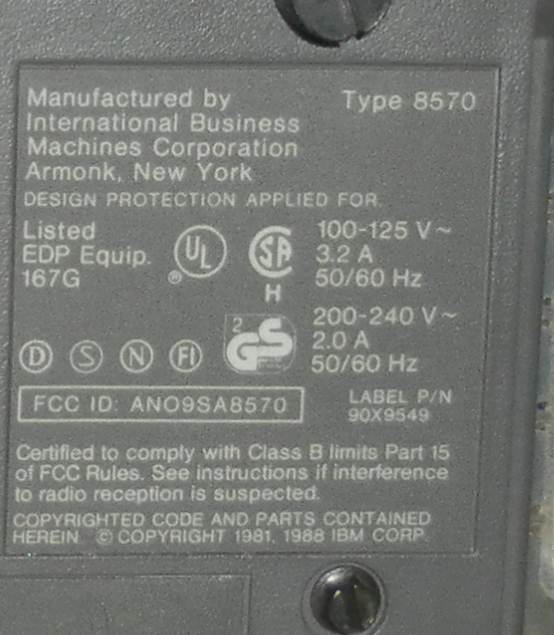 Manufactured by
International Business
Machines Corporation
Armonk, New York
Type 8570
DESIGN PROTECTION APPLIED FOR.
Listed
EDP Equip.
167G
UL
®
SA
H
100-125 V~
3.2 A
50/60 Hz
200-240 V~
2.0 A
50/60 Hz
D S N FI
2
GS
FCC ID: ANO9SA8570
LABEL P/N
90X9549
Certified to comply with Class B limits Part 15
of FCC Rules. See instructions if interference
to radio reception is suspected.
COPYRIGHTED CODE AND PARTS CONTAINED
HEREIN. © COPYRIGHT 1981, 1988 IBM CORP.